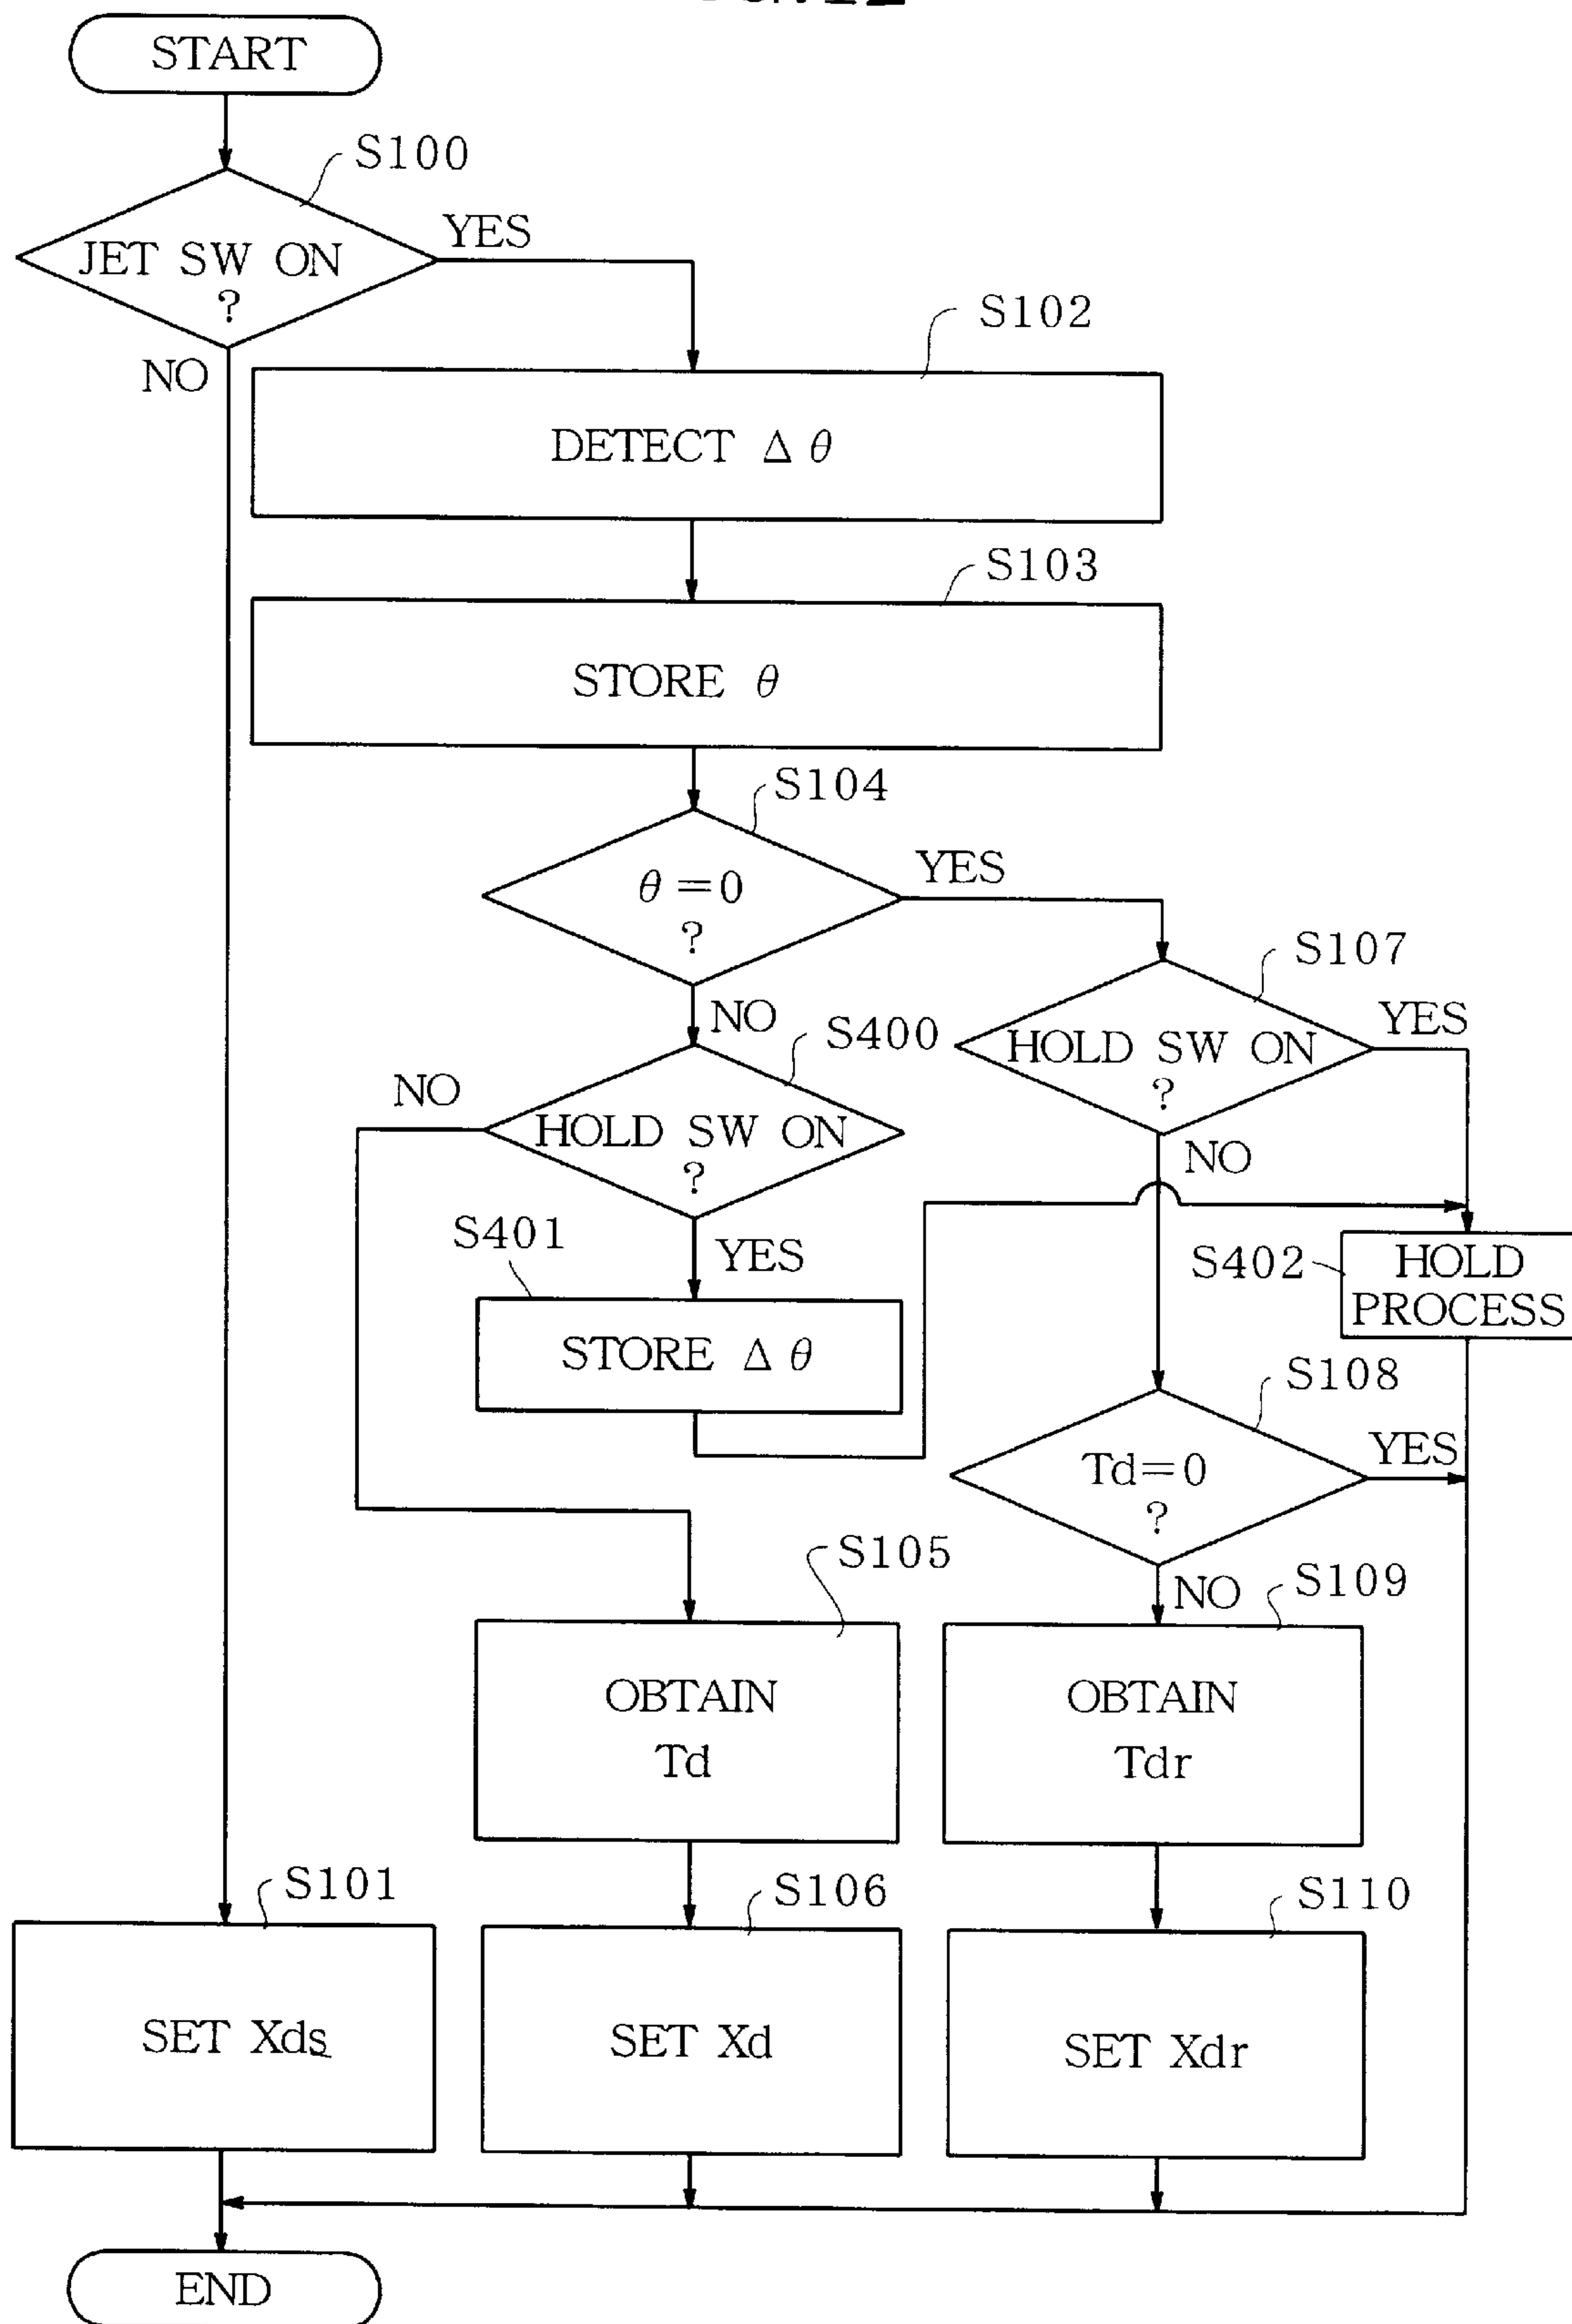 START
S100
JET SW ON
?
YES
NO
S102
DETECT Δ θ
S103
STORE θ
S104
θ =0
?
YES
NO
S107
HOLD SW ON
?
YES
NO
S400
HOLD SW ON
?
NO
YES
S401
STORE Δ θ
S402
HOLD
PROCESS
S108
Td=0
?
YES
NO
S105
OBTAIN
Td
S109
OBTAIN
Tdr
S101
SET Xds
S106
SET Xd
S110
SET Xdr
END